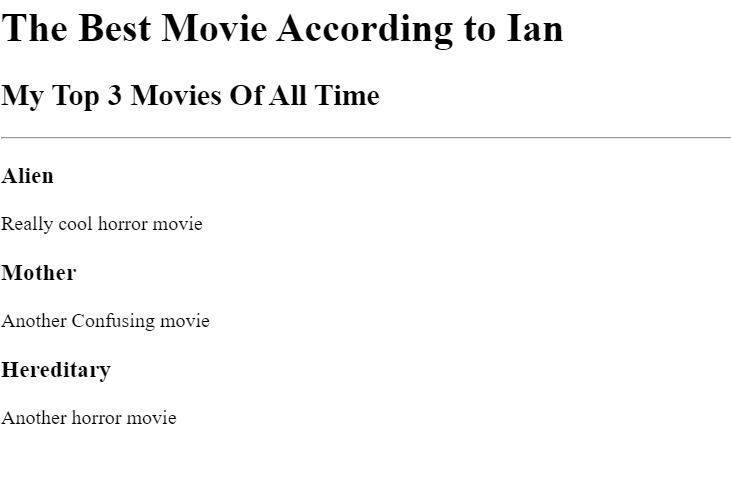 The Best Movie According to Ian
My Top 3 Movies Of All Time
Alien
Really cool horror movie
Mother
Another Confusing movie
Hereditary
Another horror movie